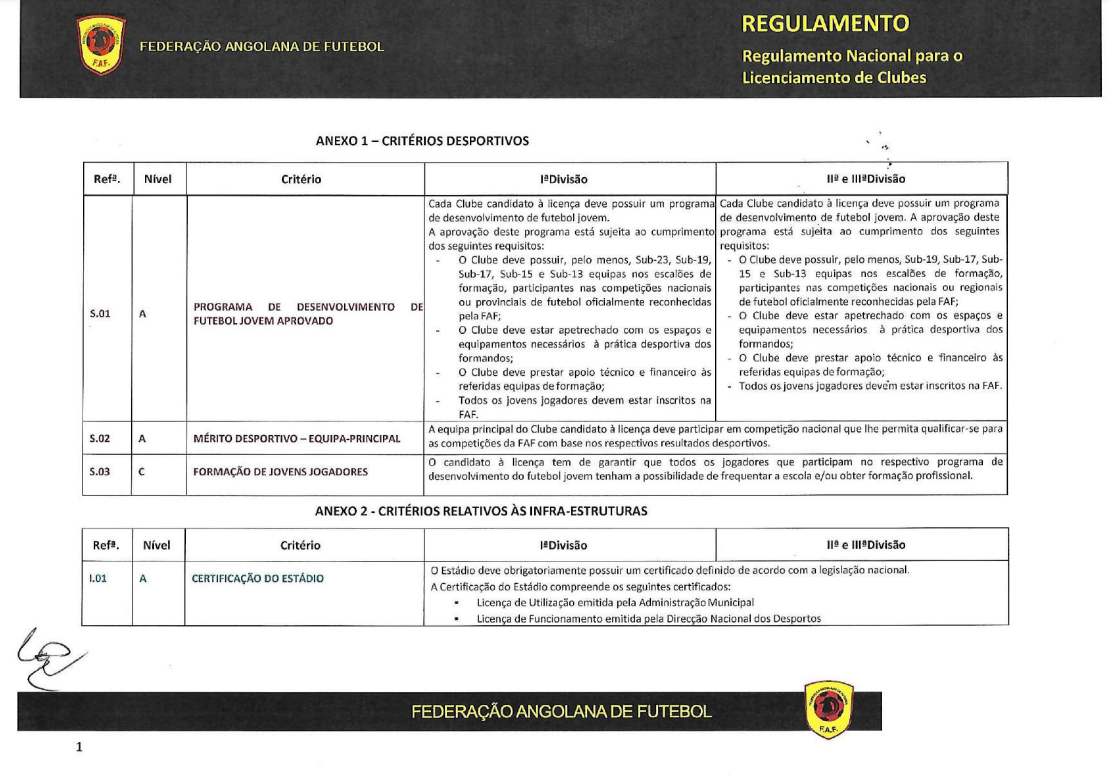 FEDERAÇÃO ANGOLANA DE FUTEBOL
REGULAMENTO
Regulamento Nacional para o
Licenciamento de Clubes
F.A.F.
ANEXO 1 – CRITÉRIOS DESPORTIVOS
Refª. Nível Critério IªDivisão IIª e IIIªDivisão
S.01 A PROGRAMA DE DESENVOLVIMENTO DE
FUTEBOL JOVEM APROVADO
Cada Clube candidato à licença deve possuir um programa
de desenvolvimento de futebol jovem.
A aprovação deste programa está sujeita ao cumprimento
dos seguintes requisitos:
- O Clube deve possuir, pelo menos, Sub-23, Sub-19,
Sub-17, Sub-15 e Sub-13 equipas nos escalões de
formação, participantes nas competições nacionais
ou provinciais de futebol oficialmente reconhecidas
pela FAF;
- O Clube deve estar apetrechado com os espaços e
equipamentos necessários à prática desportiva dos
formandos;
- O Clube deve prestar apoio técnico e financeiro às
referidas equipas de formação;
- Todos os jovens jogadores devem estar inscritos na
FAF.
Cada Clube candidato à licença deve possuir um programa
de desenvolvimento de futebol jovem. A aprovação deste
programa está sujeita ao cumprimento dos seguintes
requisitos:
- O Clube deve possuir, pelo menos, Sub-19, Sub-17, Sub-
15 e Sub-13 equipas nos escalões de formação,
participantes nas competições nacionais ou regionais
de futebol oficialmente reconhecidas pela FAF;
- O Clube deve estar apetrechado com os espaços e
equipamentos necessários à prática desportiva dos
formandos;
- O Clube deve prestar apoio técnico e financeiro às
referidas equipas de formação;
- Todos os jovens jogadores devem estar inscritos na FAF.
S.02 A MÉRITO DESPORTIVO – EQUIPA-PRINCIPAL
A equipa principal do Clube candidato à licença deve participar em competição nacional que lhe permita qualificar-se para
as competições da FAF com base nos respectivos resultados desportivos.
S.03 C FORMAÇÃO DE JOVENS JOGADORES
O candidato à licença tem de garantir que todos os jogadores que participam no respectivo programa de
desenvolvimento do futebol jovem tenham a possibilidade de frequentar a escola e/ou obter formação profissional.
ANEXO 2 - CRITÉRIOS RELATIVOS ÀS INFRA-ESTRUTURAS
Refª. Nível Critério IªDivisão IIª e IIIªDivisão
I.01 A CERTIFICAÇÃO DO ESTÁDIO
O Estádio deve obrigatoriamente possuir um certificado definido de acordo com a legislação nacional.
A Certificação do Estádio compreende os seguintes certificados:
▪ Licença de Utilização emitida pela Administração Municipal
▪ Licença de Funcionamento emitida pela Direcção Nacional dos Desportos
FEDERAÇÃO ANGOLANA DE FUTEBOL
F.A.F.
1